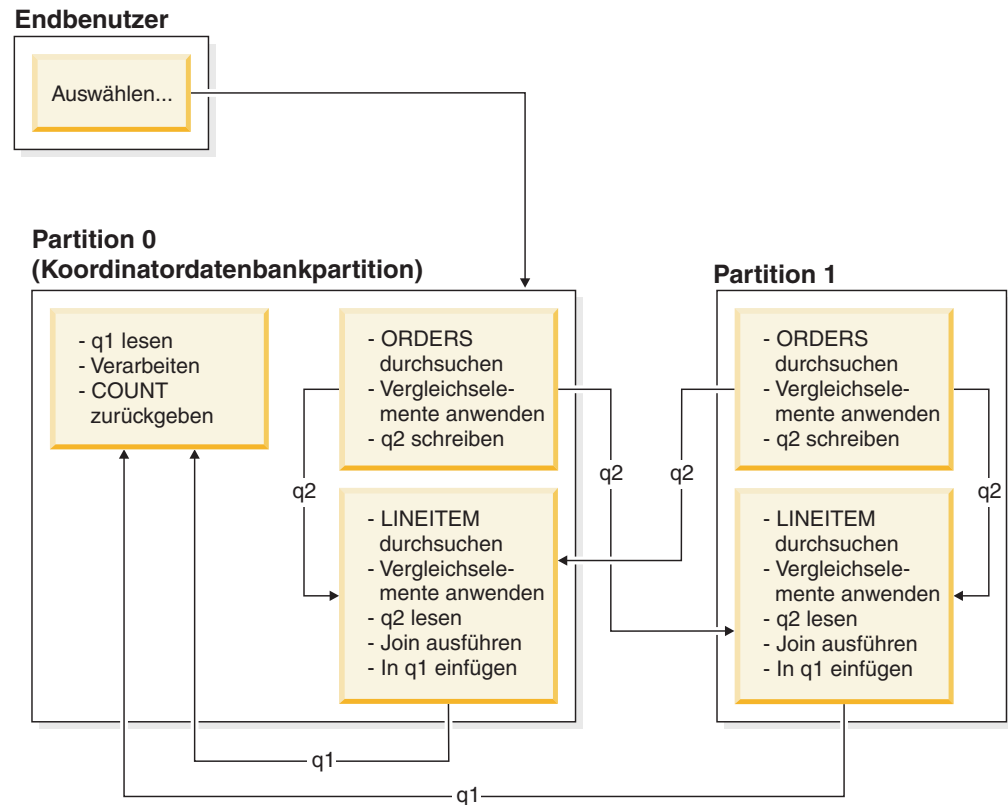 Endbenutzer
Auswählen...
Partition 0
(Koordinatordatenbankpartition)
- q1 lesen
- Verarbeiten
- COUNT
zurückgeben
- ORDERS
durchsuchen
- Vergleichsele-
mente anwenden
- q2 schreiben
q2
- LINEITEM
durchsuchen
- Vergleichsele-
mente anwenden
- q2 lesen
- Join ausführen
- In q1 einfügen
q2
q2
Partition 1
- ORDERS
durchsuchen
- Vergleichsele-
mente anwenden
- q2 schreiben
q2
- LINEITEM
durchsuchen
- Vergleichsele-
mente anwenden
- q2 lesen
- Join ausführen
- In q1 einfügen
q1
q1